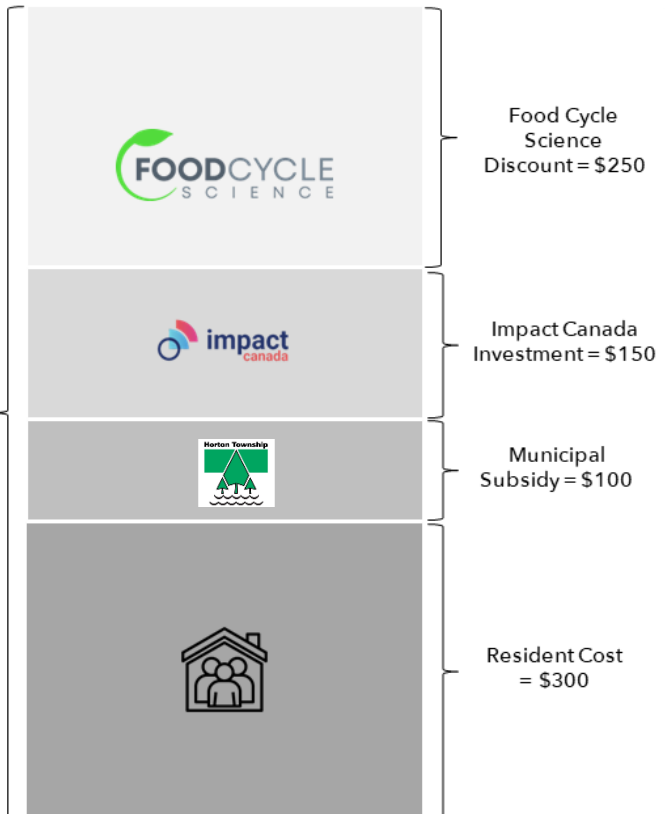 FOODCYCLE
SCIENCE
Food Cycle
Science
Discount = $250
impact
canada
Impact Canada
Investment = $150
Horton Township
Municipal
Subsidy = $100
Resident Cost
= $300